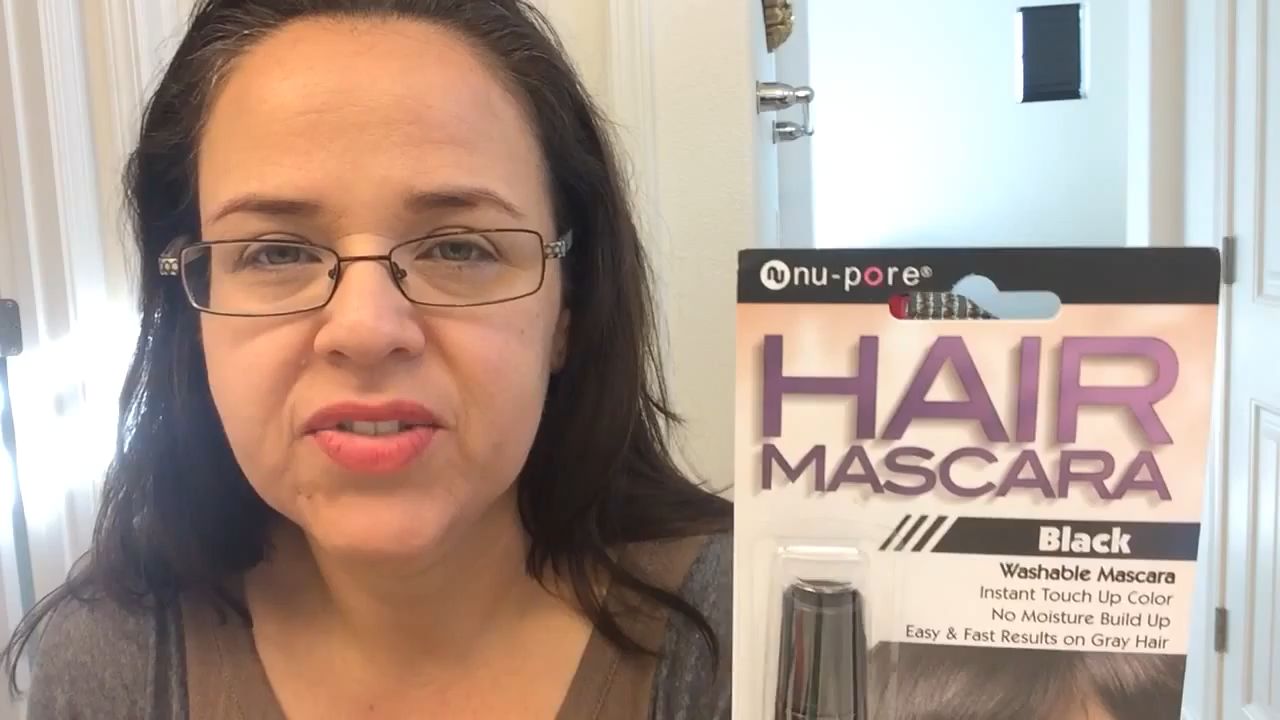 nu-pore®
HAIR
MASCARA
Black
Washable Mascara
Instant Touch Up Color
No Moisture Build Up
Easy & Fast Results on Gray Hair